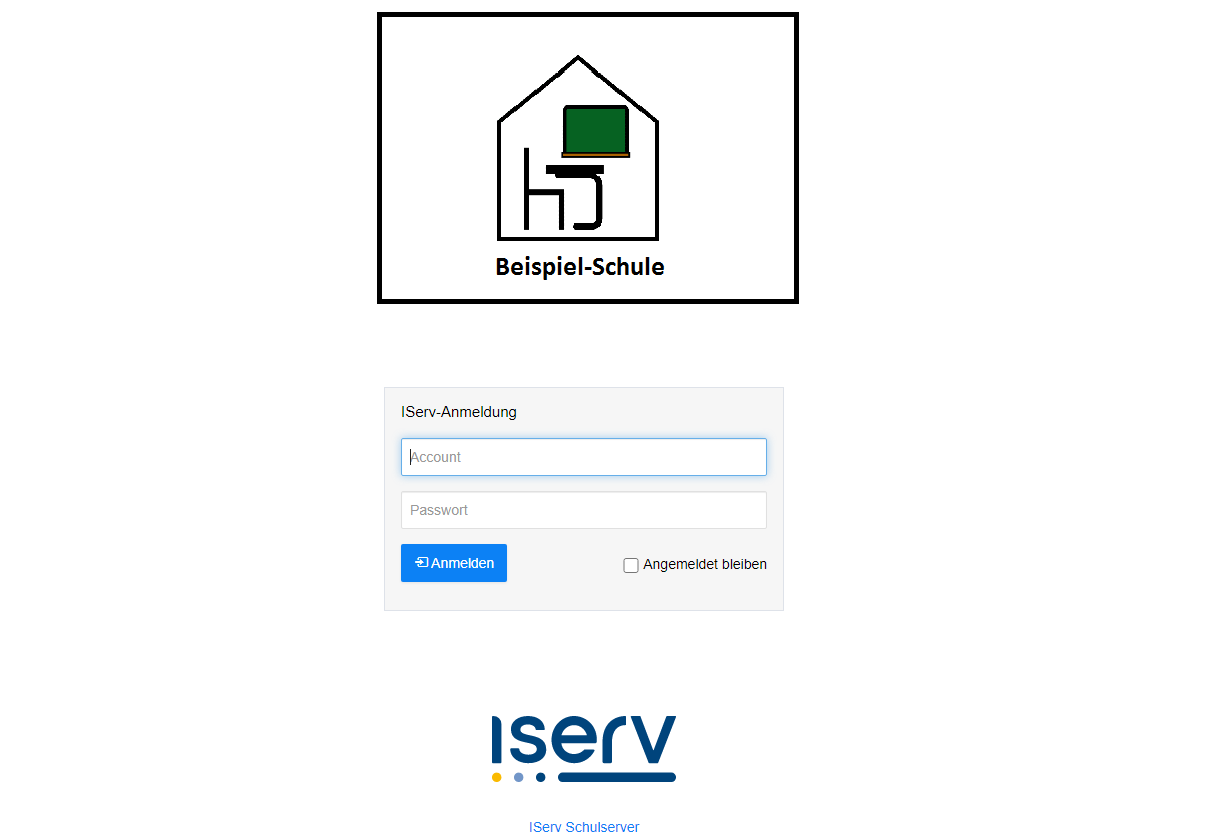 Beispiel-Schule
IServ-Anmeldung
Account
Passwort
Anmelden
Angemeldet bleiben
Iserv
IServ Schulserver